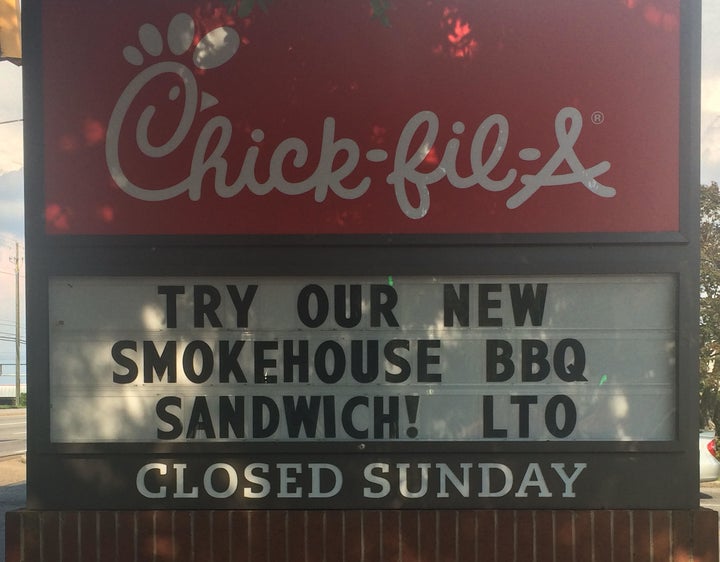 Chick-fil-A®
TRY OUR NEW
SMOKEHOUSE BBQ
SANDWICH! LTO
CLOSED SUNDAY